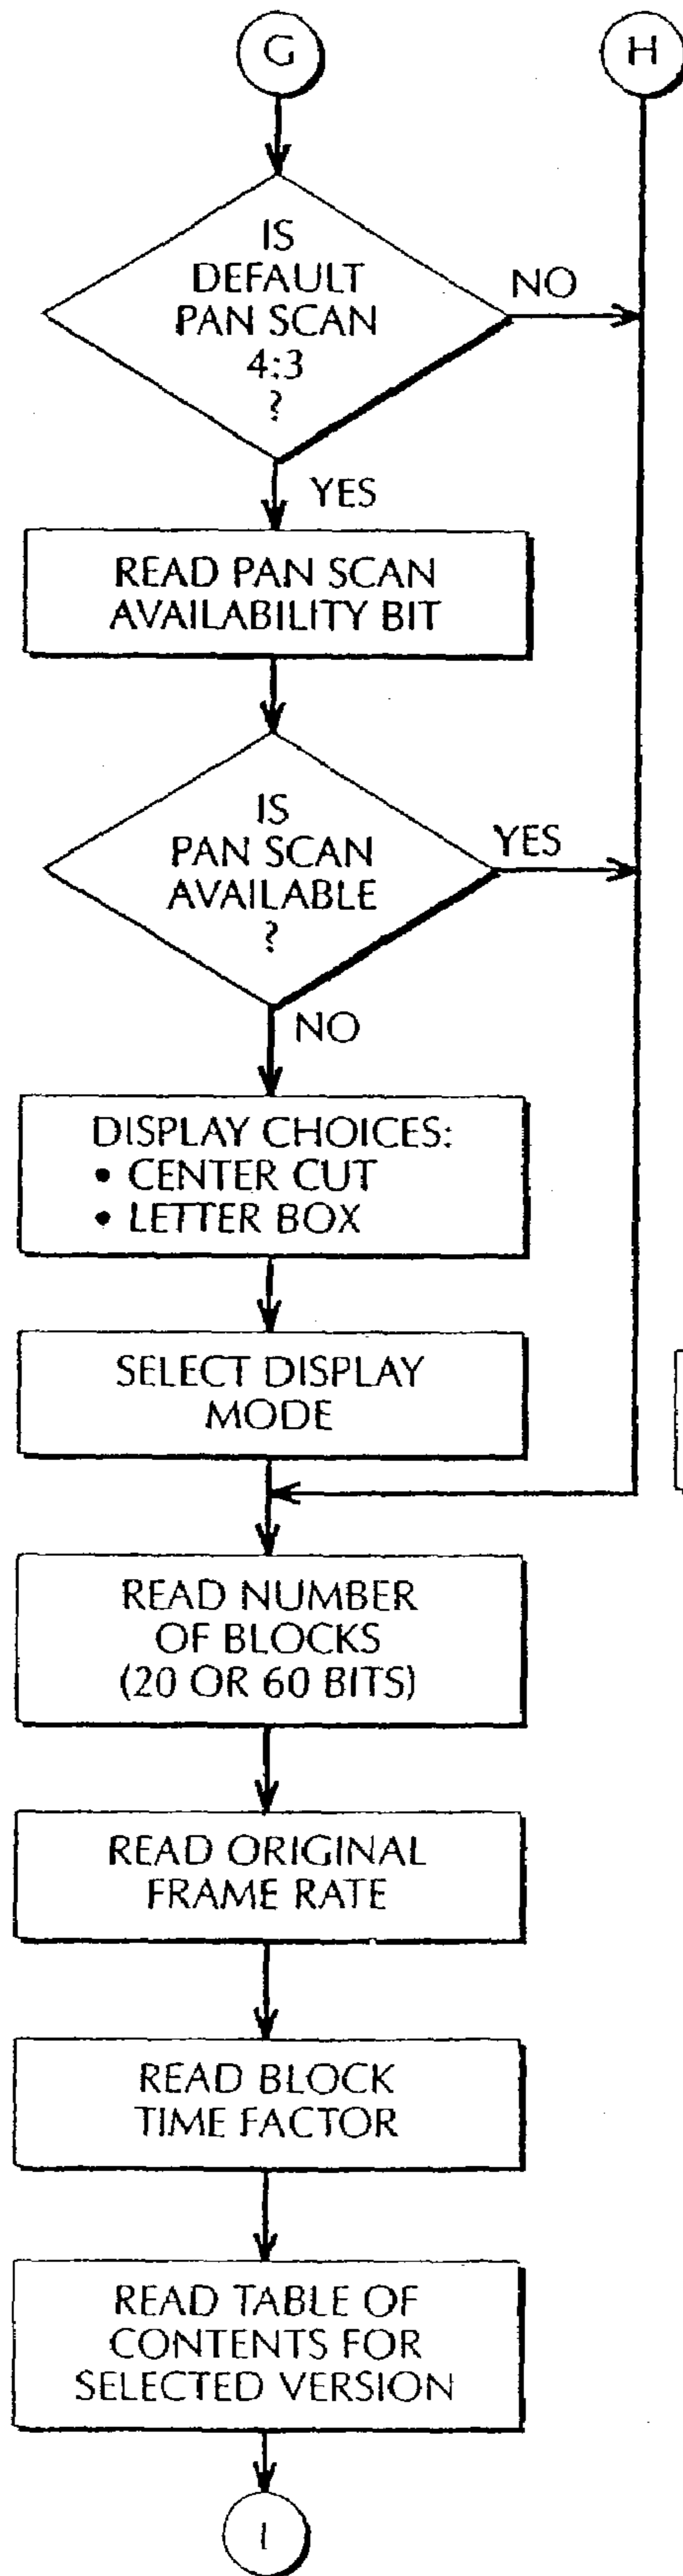 G
H
IS
DEFAULT
PAN SCAN
4:3
?
NO
YES
READ PAN SCAN
AVAILABILITY BIT
IS
PAN SCAN
AVAILABLE
?
YES
NO
DISPLAY CHOICES:
• CENTER CUT
• LETTER BOX
SELECT DISPLAY
MODE
READ NUMBER
OF BLOCKS
(20 OR 60 BITS)
READ ORIGINAL
FRAME RATE
READ BLOCK
TIME FACTOR
READ TABLE OF
CONTENTS FOR
SELECTED VERSION
I